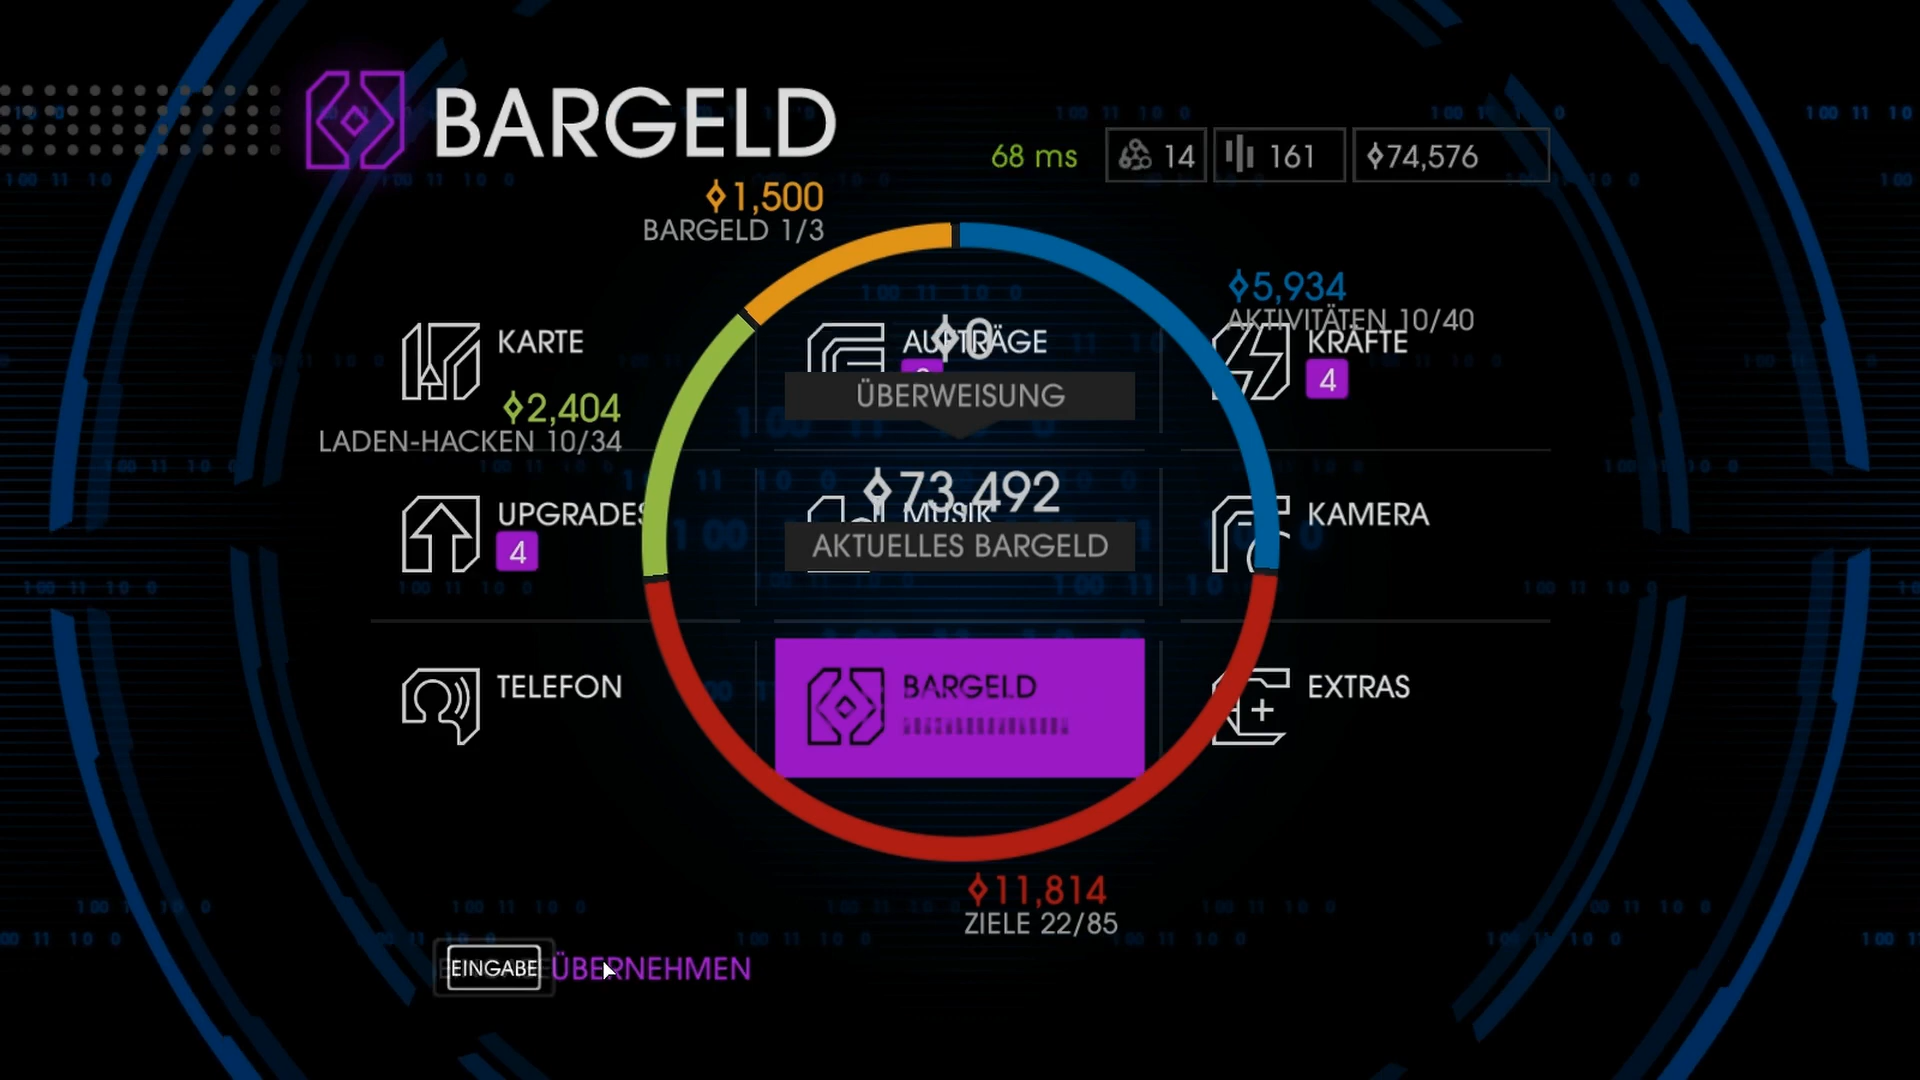 BARGELD
68 ms
14
161
74,576
1,500
BARGELD 1/3
5,934
AKTIVITÄTEN 10/40
KARTE
AUFTRÄGE
0
KRÄFTE
4
ÜBERWEISUNG
2,404
LADEN-HACKEN 10/34
73,492
UPGRADES
4
MUSIK
KAMERA
AKTUELLES BARGELD
TELEFON
BARGELD
EXTRAS
11,814
ZIELE 22/85
EINGABE ÜBERNEHMEN